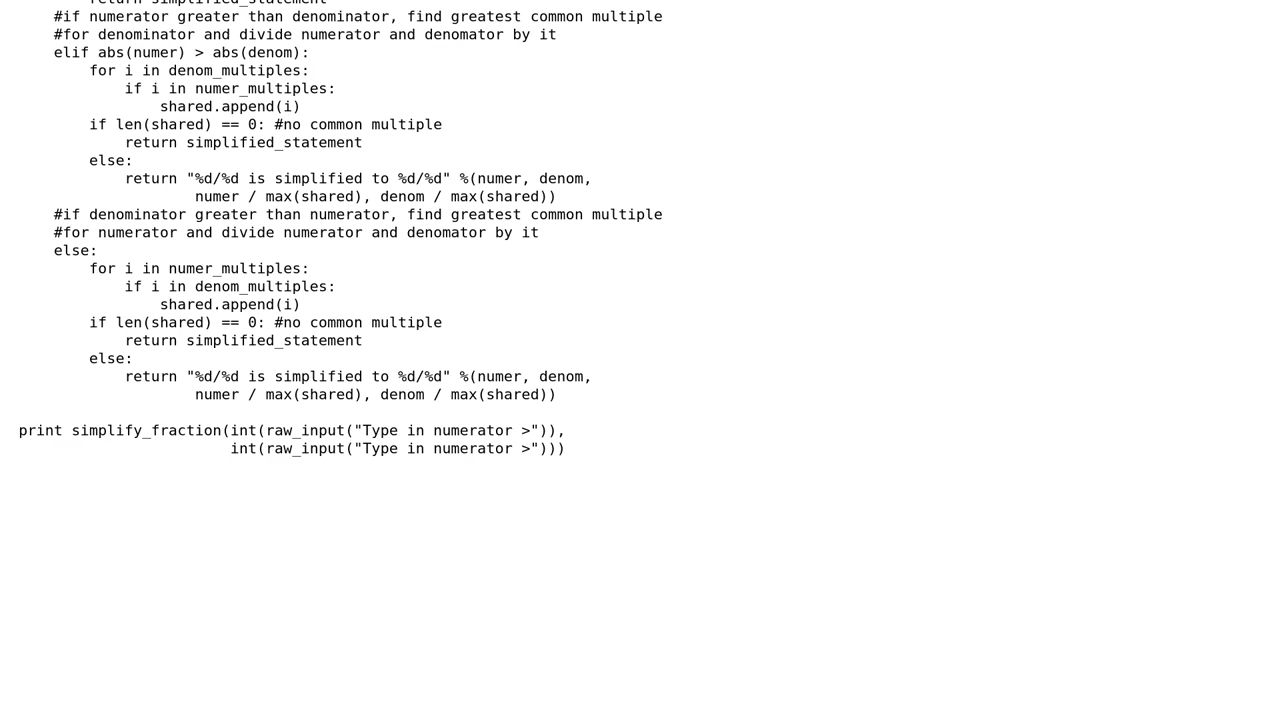 return simplified_statement
    #if numerator greater than denominator, find greatest common multiple
    #for denominator and divide numerator and denomator by it
    elif abs(numer) > abs(denom):
        for i in denom_multiples:
            if i in numer_multiples:
                shared.append(i)
        if len(shared) == 0: #no common multiple
            return simplified_statement
        else:
            return "%d/%d is simplified to %d/%d" %(numer, denom,
                    numer / max(shared), denom / max(shared))
    #if denominator greater than numerator, find greatest common multiple
    #for numerator and divide numerator and denomator by it
    else:
        for i in numer_multiples:
            if i in denom_multiples:
                shared.append(i)
        if len(shared) == 0: #no common multiple
            return simplified_statement
        else:
            return "%d/%d is simplified to %d/%d" %(numer, denom,
                    numer / max(shared), denom / max(shared))

print simplify_fraction(int(raw_input("Type in numerator >")),
                        int(raw_input("Type in numerator >")))